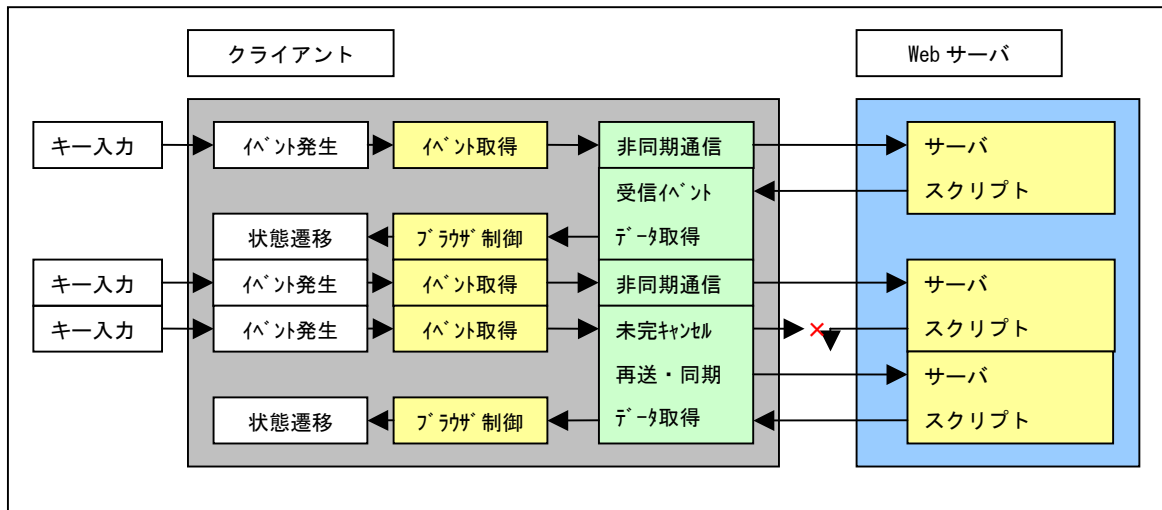 クライアント
Web サーバ
キー入力
ｲﾍﾞﾝﾄ発生
ｲﾍﾞﾝﾄ取得
非同期通信
サーバ
受信ｲﾍﾞﾝﾄ
スクリプト
状態遷移
ﾌﾞﾗｳｻﾞ制御
ﾃﾞｰﾀ取得
キー入力
ｲﾍﾞﾝﾄ発生
ｲﾍﾞﾝﾄ取得
非同期通信
サーバ
キー入力
ｲﾍﾞﾝﾄ発生
ｲﾍﾞﾝﾄ取得
未完ｷｬﾝｾﾙ
スクリプト
再送・同期
サーバ
状態遷移
ﾌﾞﾗｳｻﾞ制御
ﾃﾞｰﾀ取得
スクリプト